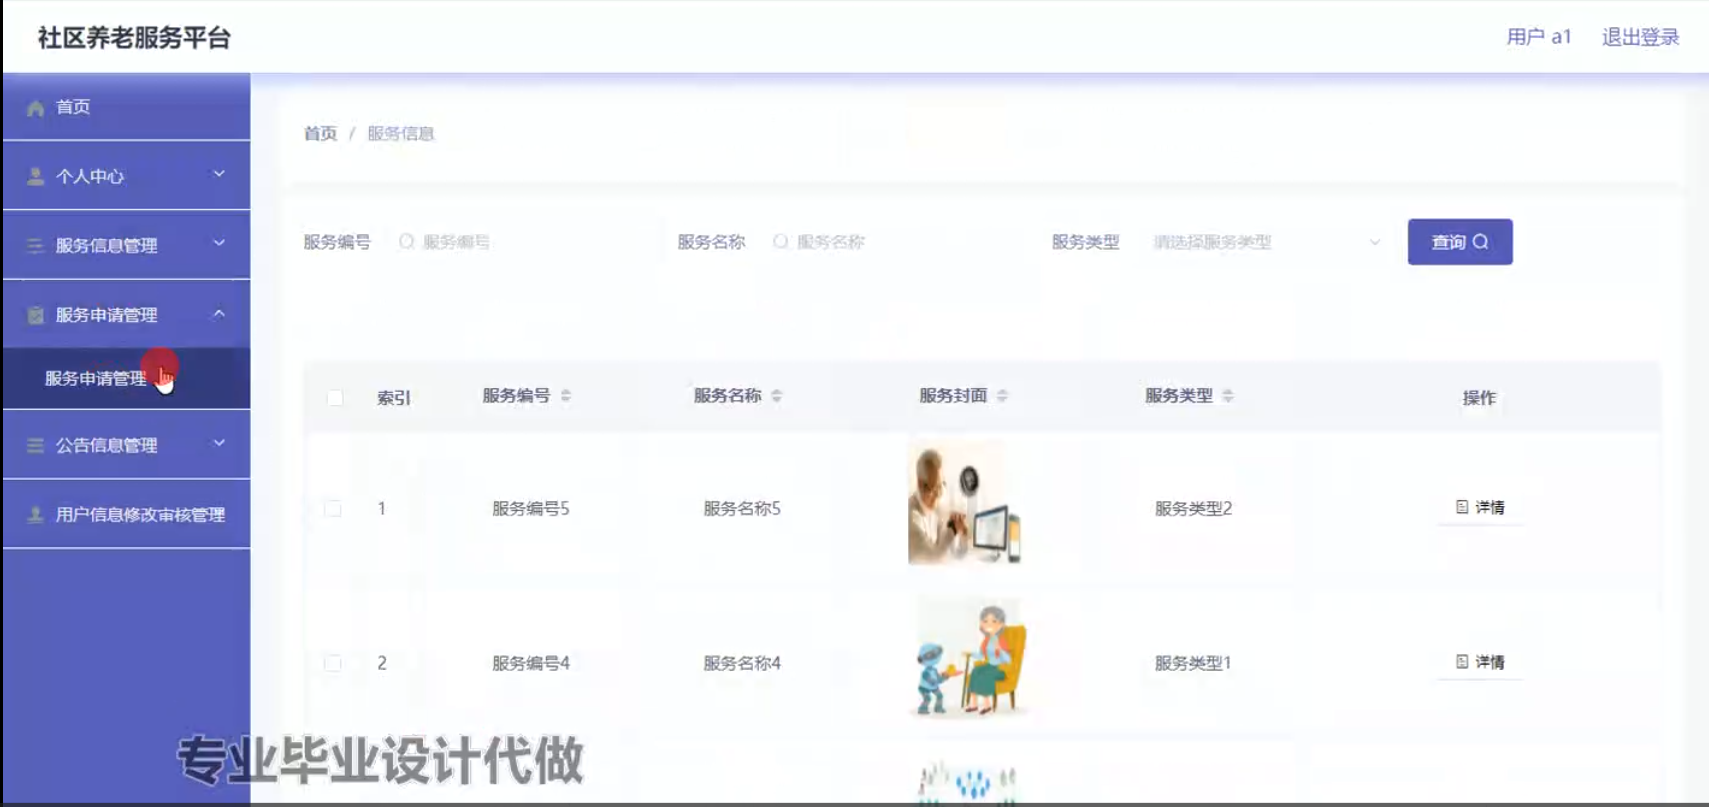 社区养老服务平台
用户 a1 退出登录
首页
个人中心
服务信息管理
服务申请管理
服务申请管理
公告信息管理
用户信息修改审核管理
首页 / 服务信息
服务编号 服务编号 服务名称 服务名称 服务类型 请选择服务类型 查询
索引 服务编号 服务名称 服务封面 服务类型 操作
1 服务编号5 服务名称5 服务类型2 详情
2 服务编号4 服务名称4 服务类型1 详情
专业毕业设计代做